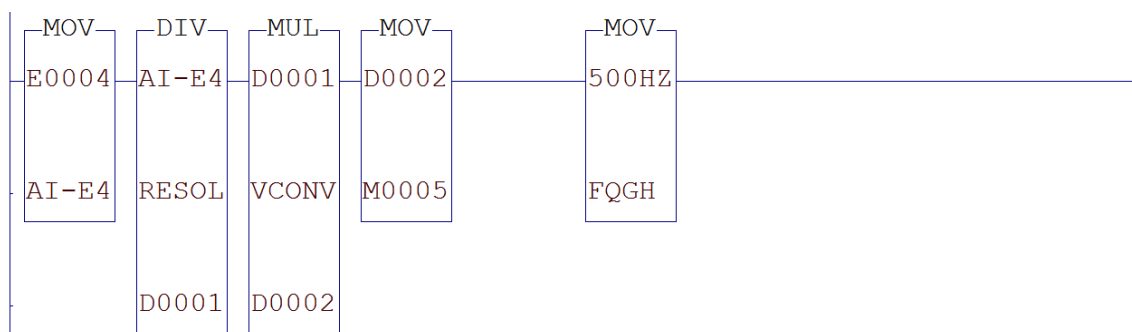 MOV DIV MUL MOV MOV
E0004 AI-E4 D0001 D0002 500HZ
AI-E4 RESOL VCONV M0005 FQGH
D0001 D0002